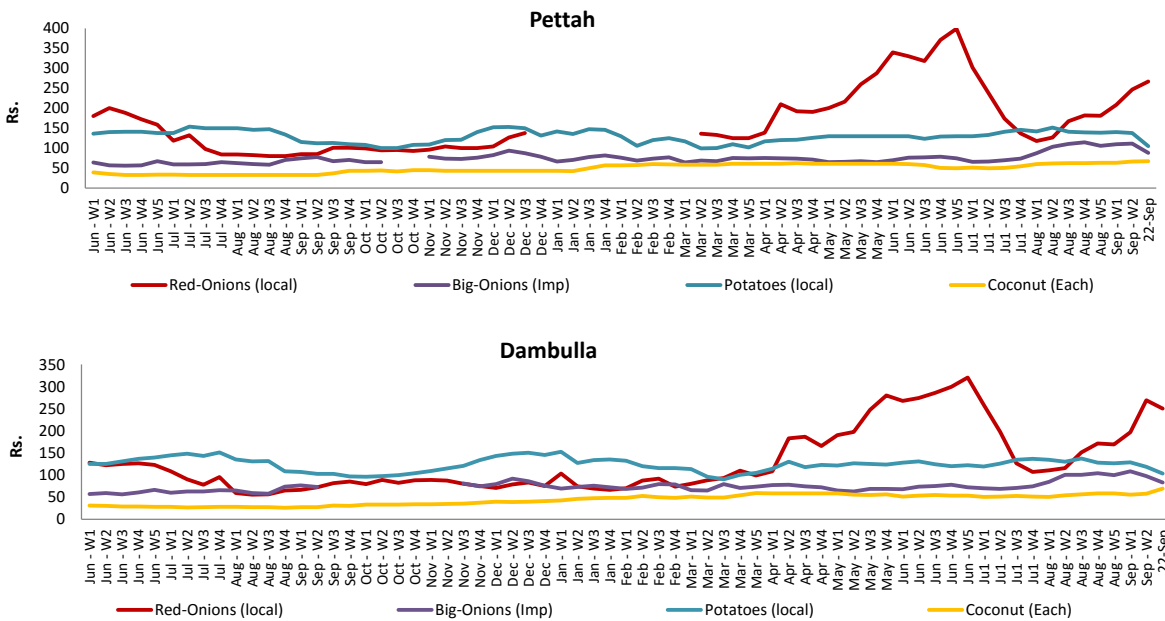 Pettah
Rs.
400
350
300
250
200
150
100
50
0
Jun - W1
Jun - W2
Jun - W3
Jun - W4
Jun - W5
Jul - W1
Jul - W2
Jul - W3
Jul - W4
Aug - W1
Aug - W2
Aug - W3
Aug - W4
Sep - W1
Sep - W2
Sep - W3
Sep - W4
Oct - W1
Oct - W2
Oct - W3
Oct - W4
Nov - W1
Nov - W2
Nov - W3
Nov - W4
Dec - W1
Dec - W2
Dec - W3
Dec - W4
Jan - W1
Jan - W2
Jan - W3
Jan - W4
Feb - W1
Feb - W2
Feb - W3
Feb - W4
Mar - W1
Mar - W2
Mar - W3
Mar - W4
Mar - W5
Apr - W1
Apr - W2
Apr - W3
Apr - W4
May - W1
May - W2
May - W3
May - W4
Jun - W1
Jun - W2
Jun - W3
Jun - W4
Jun - W5
Ju1 - W1
Ju1 - W2
Ju1 - W3
Ju1 - W4
Aug - W1
Aug - W2
Aug - W3
Aug - W4
Aug - W5
Sep - W1
Sep - W2
22-Sep
Red-Onions (local) Big-Onions (Imp) Potatoes (local) Coconut (Each)
Dambulla
Rs.
350
300
250
200
150
100
50
0
Jun - W1
Jun - W2
Jun - W3
Jun - W4
Jun - W5
Jul - W1
Jul - W2
Jul - W3
Jul - W4
Aug - W1
Aug - W2
Aug - W3
Aug - W4
Sep - W1
Sep - W2
Sep - W3
Sep - W4
Oct - W1
Oct - W2
Oct - W3
Oct - W4
Nov - W1
Nov - W2
Nov - W3
Nov - W4
Dec - W1
Dec - W2
Dec - W3
Dec - W4
Jan - W1
Jan - W2
Jan - W3
Jan - W4
Feb - W1
Feb - W2
Feb - W3
Feb - W4
Mar - W1
Mar - W2
Mar - W3
Mar - W4
Mar - W5
Apr - W1
Apr - W2
Apr - W3
Apr - W4
May - W1
May - W2
May - W3
May - W4
Jun - W1
Jun - W2
Jun - W3
Jun - W4
Jun - W5
Ju1 - W1
Ju1 - W2
Ju1 - W3
Ju1 - W4
Aug - W1
Aug - W2
Aug - W3
Aug - W4
Aug - W5
Sep - W1
Sep - W2
22-Sep
Red-Onions (local) Big-Onions (Imp) Potatoes (local) Coconut (Each)